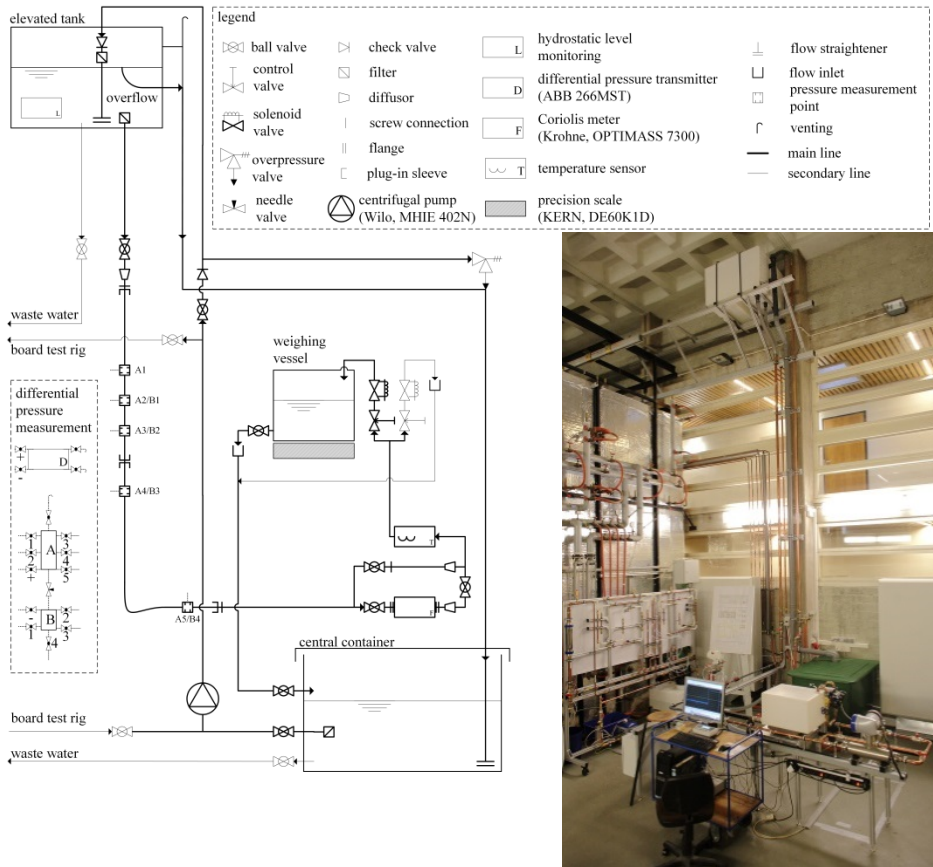 elevated tank
overflow
L
legend
ball valve
control
valve
solenoid
valve
overpressure
valve
needle
valve
check valve
filter
diffusor
screw connection
flange
plug-in sleeve
centrifugal pump
(Wilo, MHIE 402N)
L
hydrostatic level
monitoring
D
differential pressure transmitter
(ABB 266MST)
F
Coriolis meter
(Krohne, OPTIMASS 7300)
T
temperature sensor
precision scale
(KERN, DE60K1D)
flow straightener
flow inlet
pressure measurement
point
venting
main line
secondary line
waste water
board test rig
A1
A2/B1
A3/B2
A4/B3
A5/B4
differential
pressure
measurement
+
D
-
1
A
3
2
4
+
5
-
B
2
1
3
4
weighing
vessel
T
F
central container
board test rig
waste water